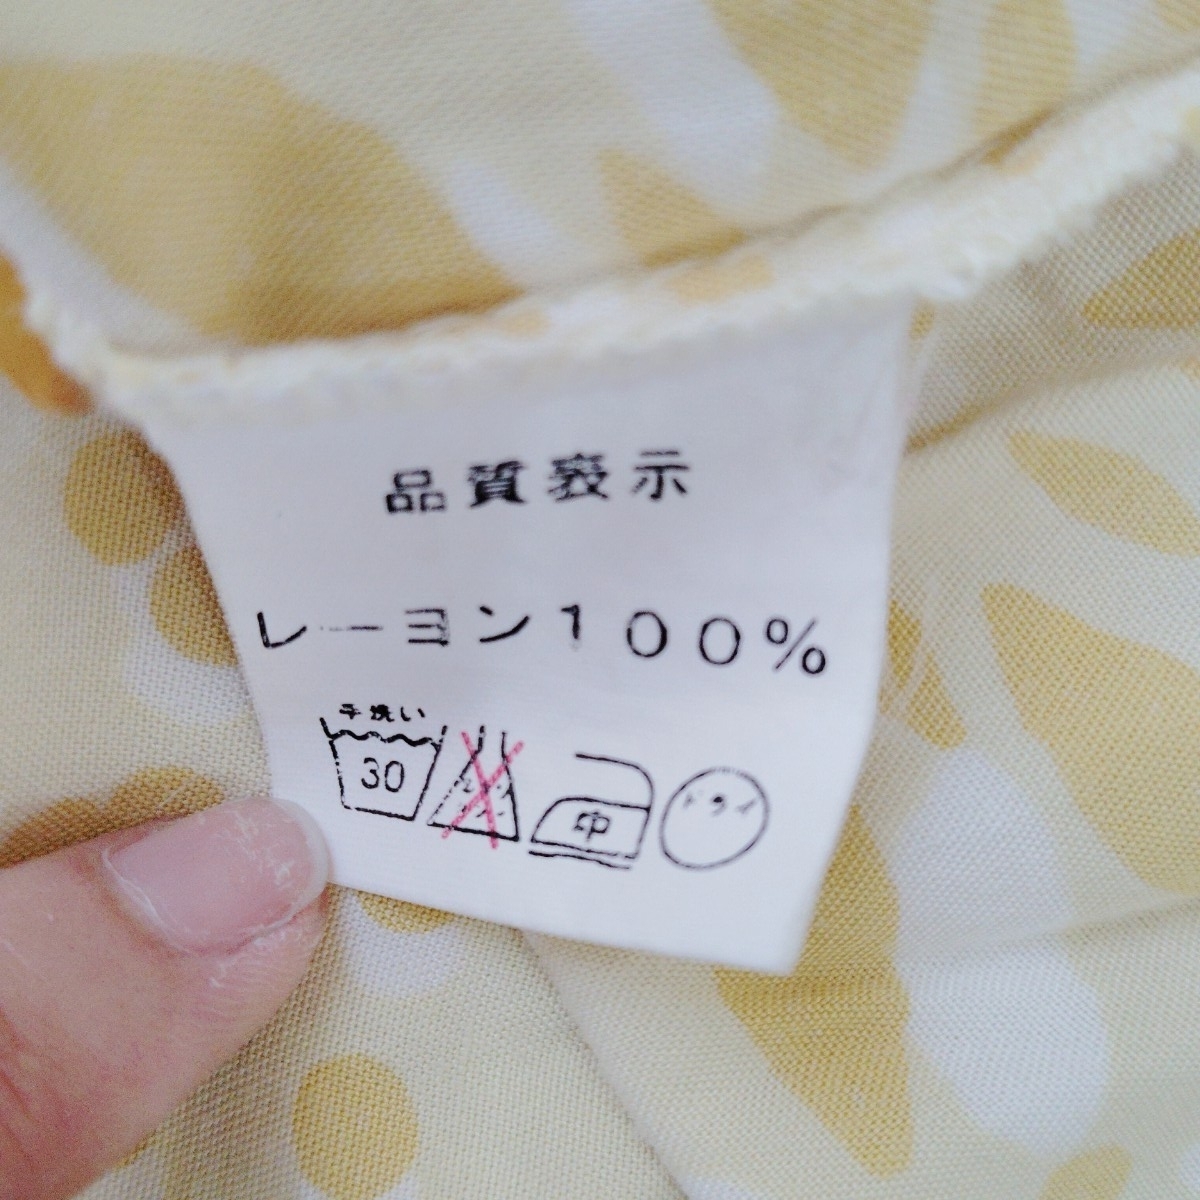 品質表示
レーヨン100%
手洗い
30
中
ドライ